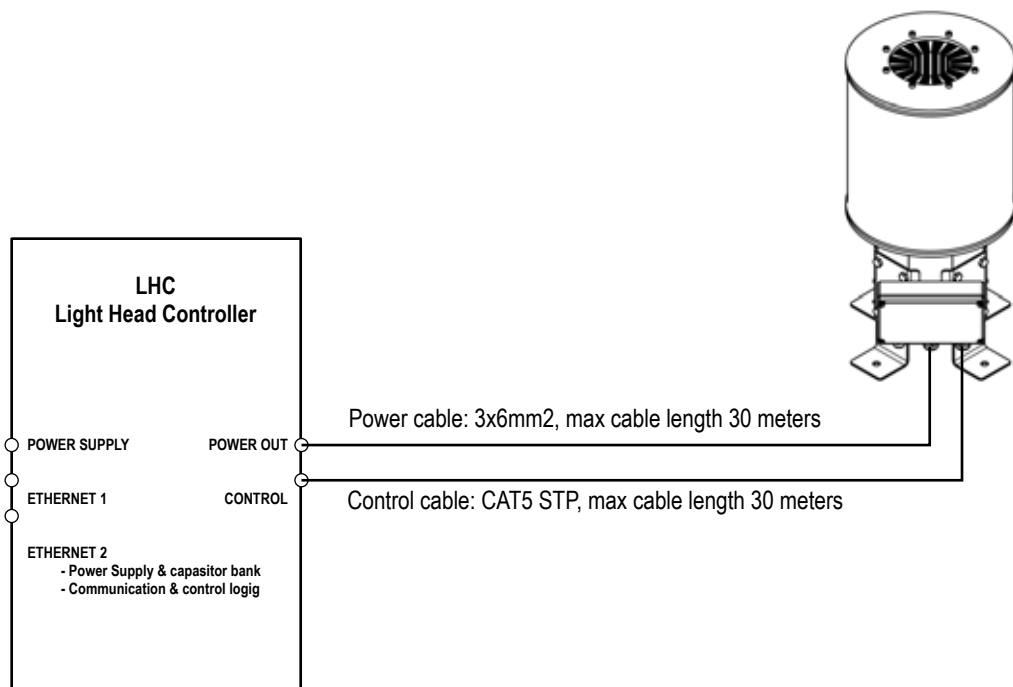 LHC
Light Head Controller
Power cable: 3x6mm2, max cable length 30 meters
POWER SUPPLY POWER OUT
ETHERNET 1 CONTROL
Control cable: CAT5 STP, max cable length 30 meters
ETHERNET 2
- Power Supply & capasitor bank
- Communication & control logig